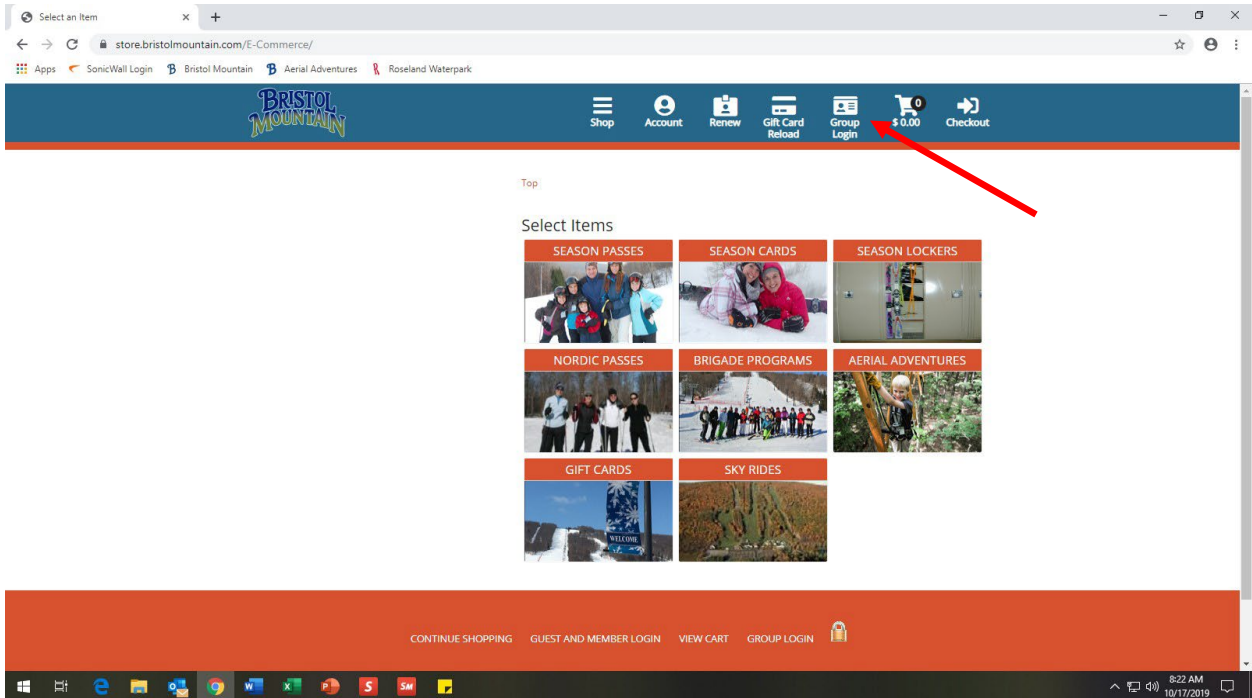 Select an Item
store.bristolmountain.com/E-Commerce/
Apps SonicWall Login Bristol Mountain Aerial Adventures Roseland Waterpark
BRISTOL
MOUNTAIN
Shop
Account
Renew
Gift Card
Reload
Group
Login
0
$ 0.00
Checkout
Top
Select Items
SEASON PASSES
SEASON CARDS
SEASON LOCKERS
NORDIC PASSES
BRIGADE PROGRAMS
AERIAL ADVENTURES
GIFT CARDS
SKY RIDES
WELCOME
CONTINUE SHOPPING GUEST AND MEMBER LOGIN VIEW CART GROUP LOGIN
8:22 AM
10/17/2019